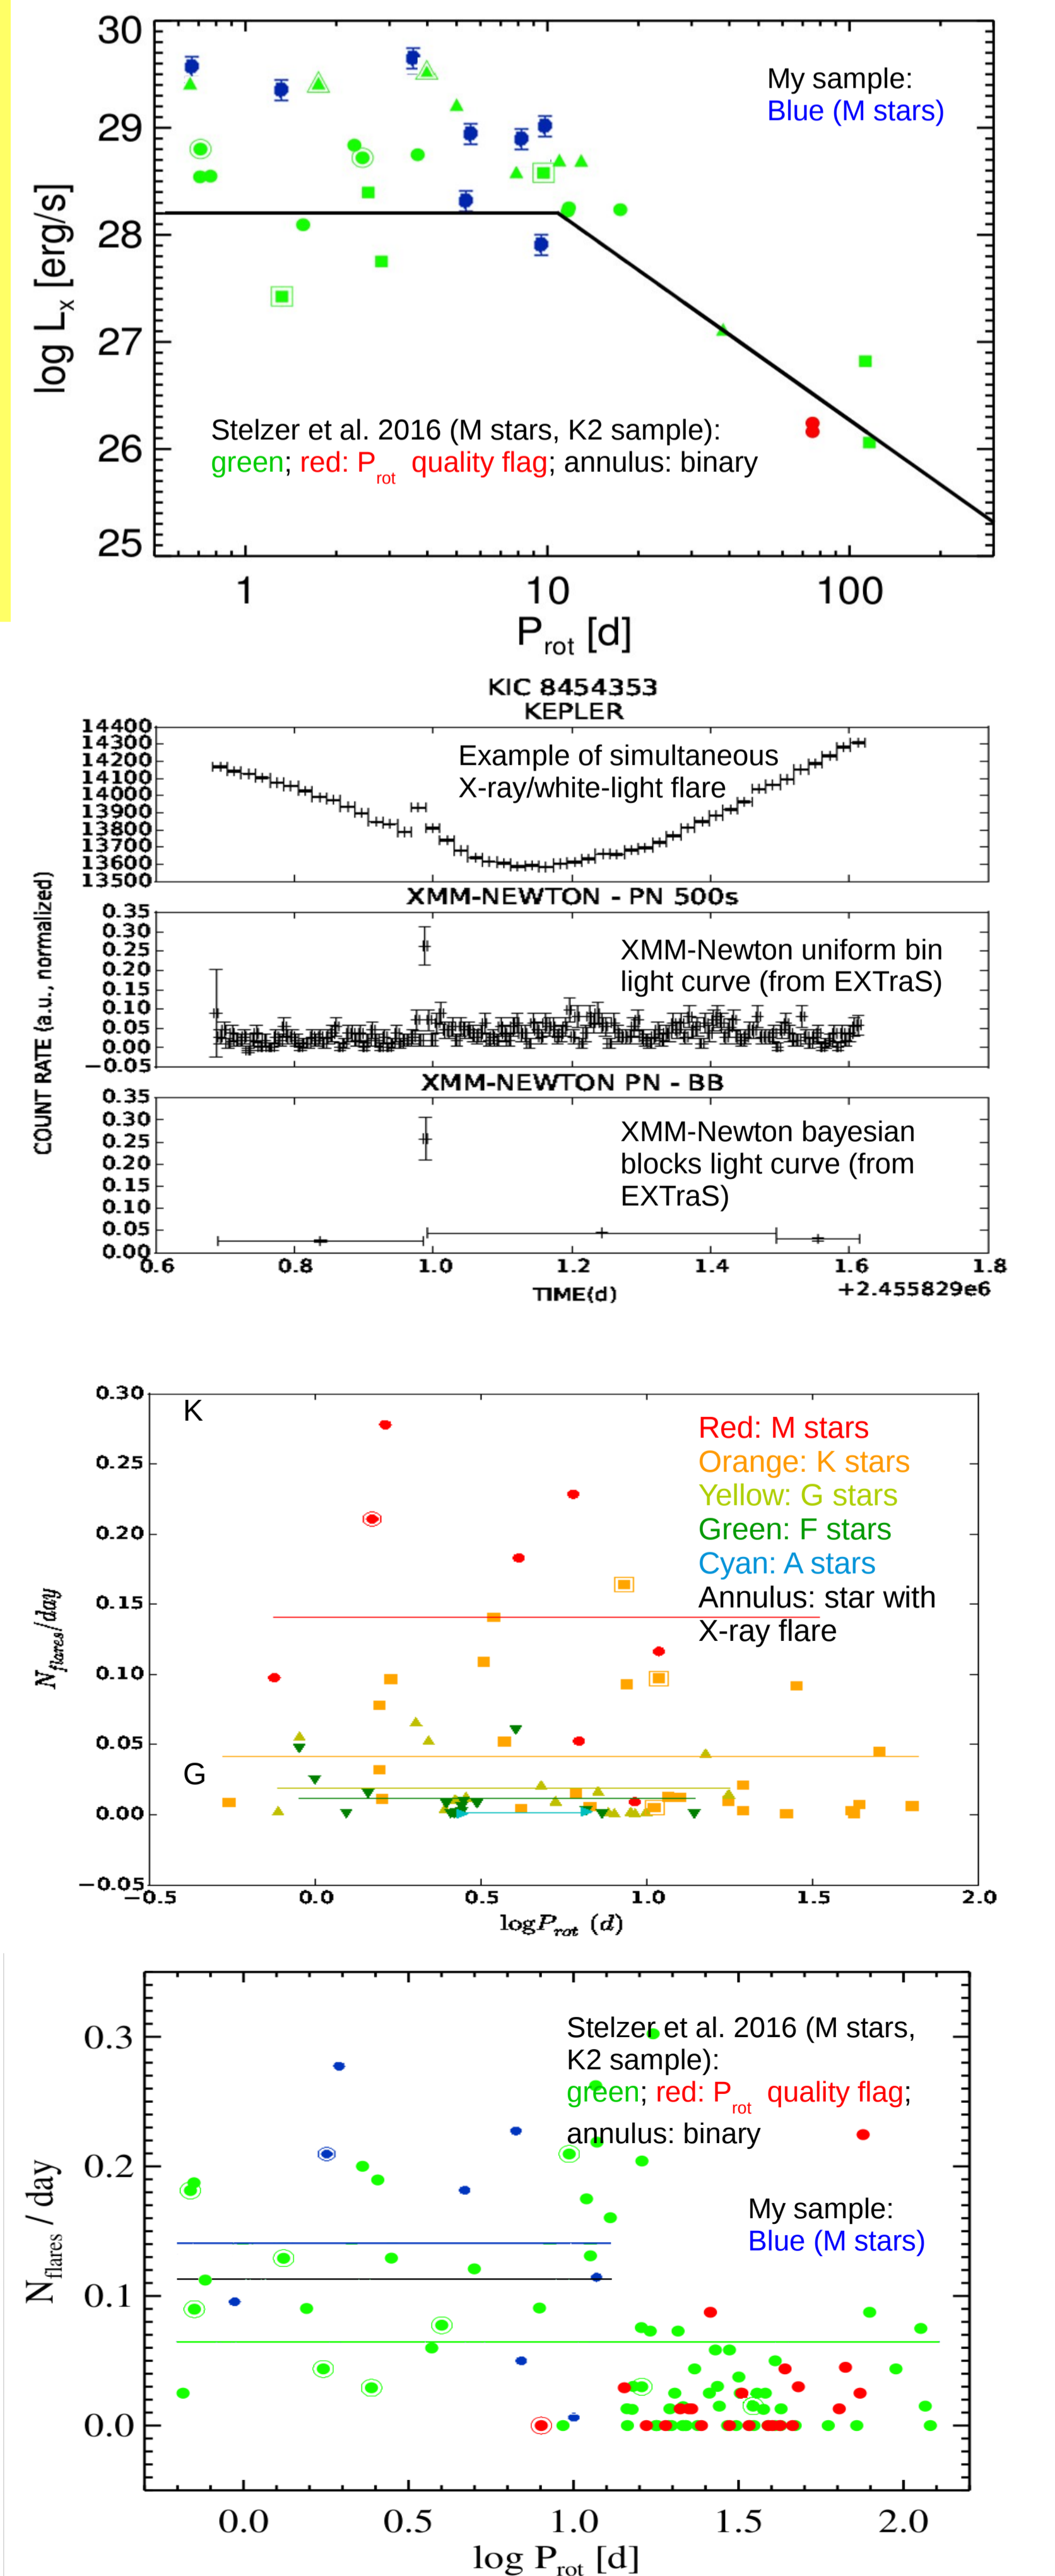 30
29
28
27
26
25
log Lx [erg/s]
My sample:
Blue (M stars)
Stelzer et al. 2016 (M stars, K2 sample):
green; red: Prot quality flag; annulus: binary
1 10 100
Prot [d]
KIC 8454353
KEPLER
14400
14300
14100
14000
13900
13800
13700
13600
13500
Example of simultaneous
X-ray/white-light flare
XMM-NEWTON - PN 500s
COUNT RATE (a.u., normalized)
0.35
0.30
0.25
0.20
0.15
0.10
0.05
0.00
−0.05
XMM-Newton uniform bin
light curve (from EXTraS)
XMM-NEWTON PN - BB
0.35
0.30
0.25
0.20
0.15
0.10
0.05
0.00
XMM-Newton bayesian
blocks light curve (from
EXTraS)
0.6 0.8 1.0 1.2 1.4 1.6 1.8
+2.455829e6
TIME(d)
0.30
0.25
0.20
0.15
0.10
0.05
0.00
−0.05
Nflares/day
K
G
Red: M stars
Orange: K stars
Yellow: G stars
Green: F stars
Cyan: A stars
Annulus: star with
X-ray flare
−0.5 0.0 0.5 1.0 1.5 2.0
logProt (d)
0.3
0.2
0.1
0.0
Nflares / day
Stelzer et al. 2016 (M stars,
K2 sample):
green; red: Prot quality flag;
annulus: binary
My sample:
Blue (M stars)
0.0 0.5 1.0 1.5 2.0
log Prot [d]